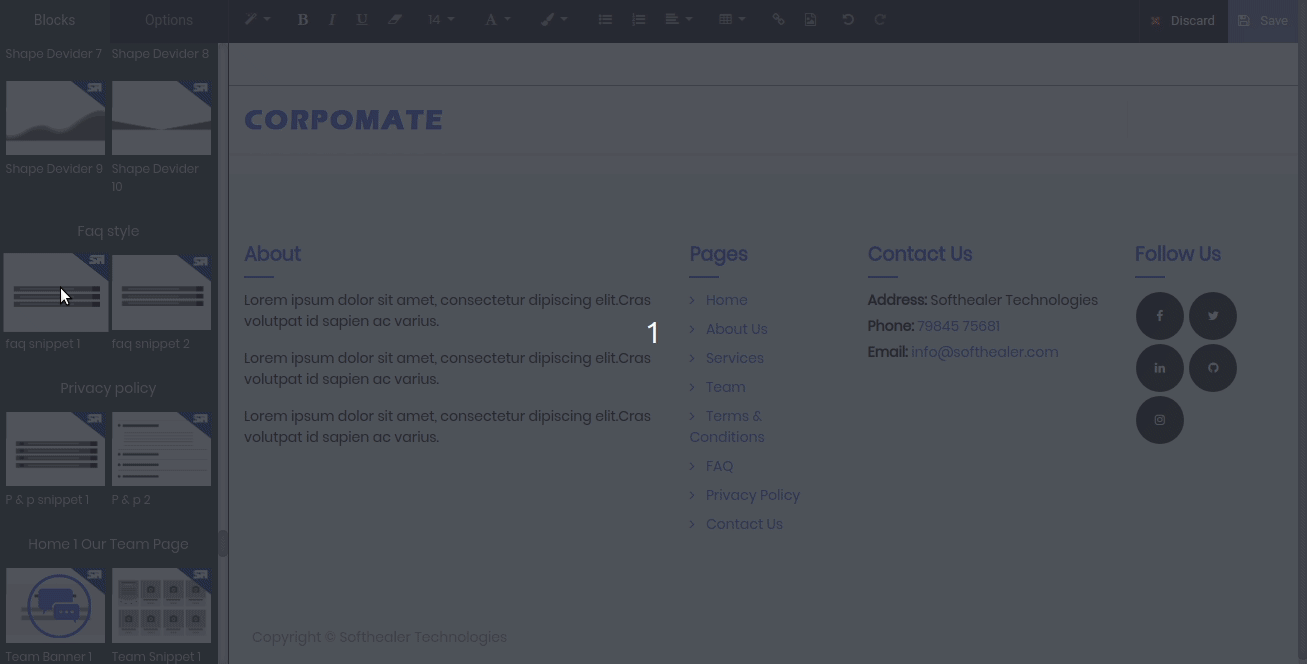 Blocks
Options
14
Discard
Save
Shape Devider 7
Shape Devider 8
Shape Devider 9
Shape Devider
10
Faq style
faq snippet 1
faq snippet 2
Privacy policy
P & p snippet 1
P & p 2
Home 1 Our Team Page
Team Banner 1
Team Snippet 1
CORPOMATE
About
Lorem ipsum dolor sit amet, consectetur dipiscing elit.Cras
volutpat id sapien ac varius.
Lorem ipsum dolor sit amet, consectetur dipiscing elit.Cras
volutpat id sapien ac varius.
Lorem ipsum dolor sit amet, consectetur dipiscing elit.Cras
volutpat id sapien ac varius.
1
Pages
Home
About Us
Services
Team
Terms &
Conditions
FAQ
Privacy Policy
Contact Us
Contact Us
Address: Softhealer Technologies
Phone: 79845 75681
Email: info@softhealer.com
Follow Us
Copyright © Softhealer Technologies